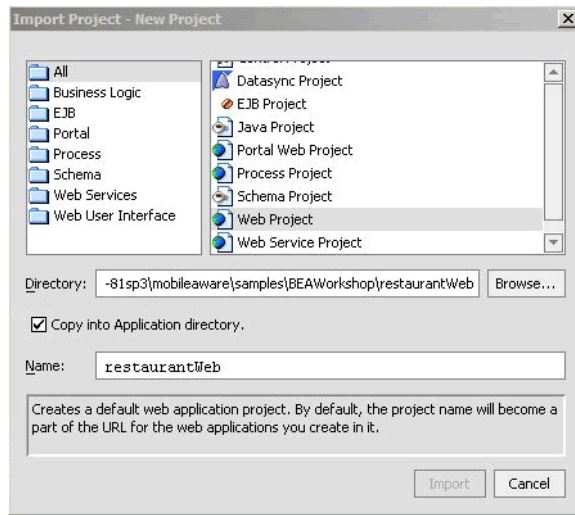 Import Project - New Project
All
Business Logic
EJB
Portal
Process
Schema
Web Services
Web User Interface
Datasync Project
EJB Project
Java Project
Portal Web Project
Process Project
Schema Project
Web Project
Web Service Project
Directory: -81sp3\mobileaware\samples\BEAWorkshop\restaurantWeb Browse...
Copy into Application directory.
Name: restaurantWeb
Creates a default web application project. By default, the project name will become a
part of the URL for the web applications you create in it.
Import Cancel